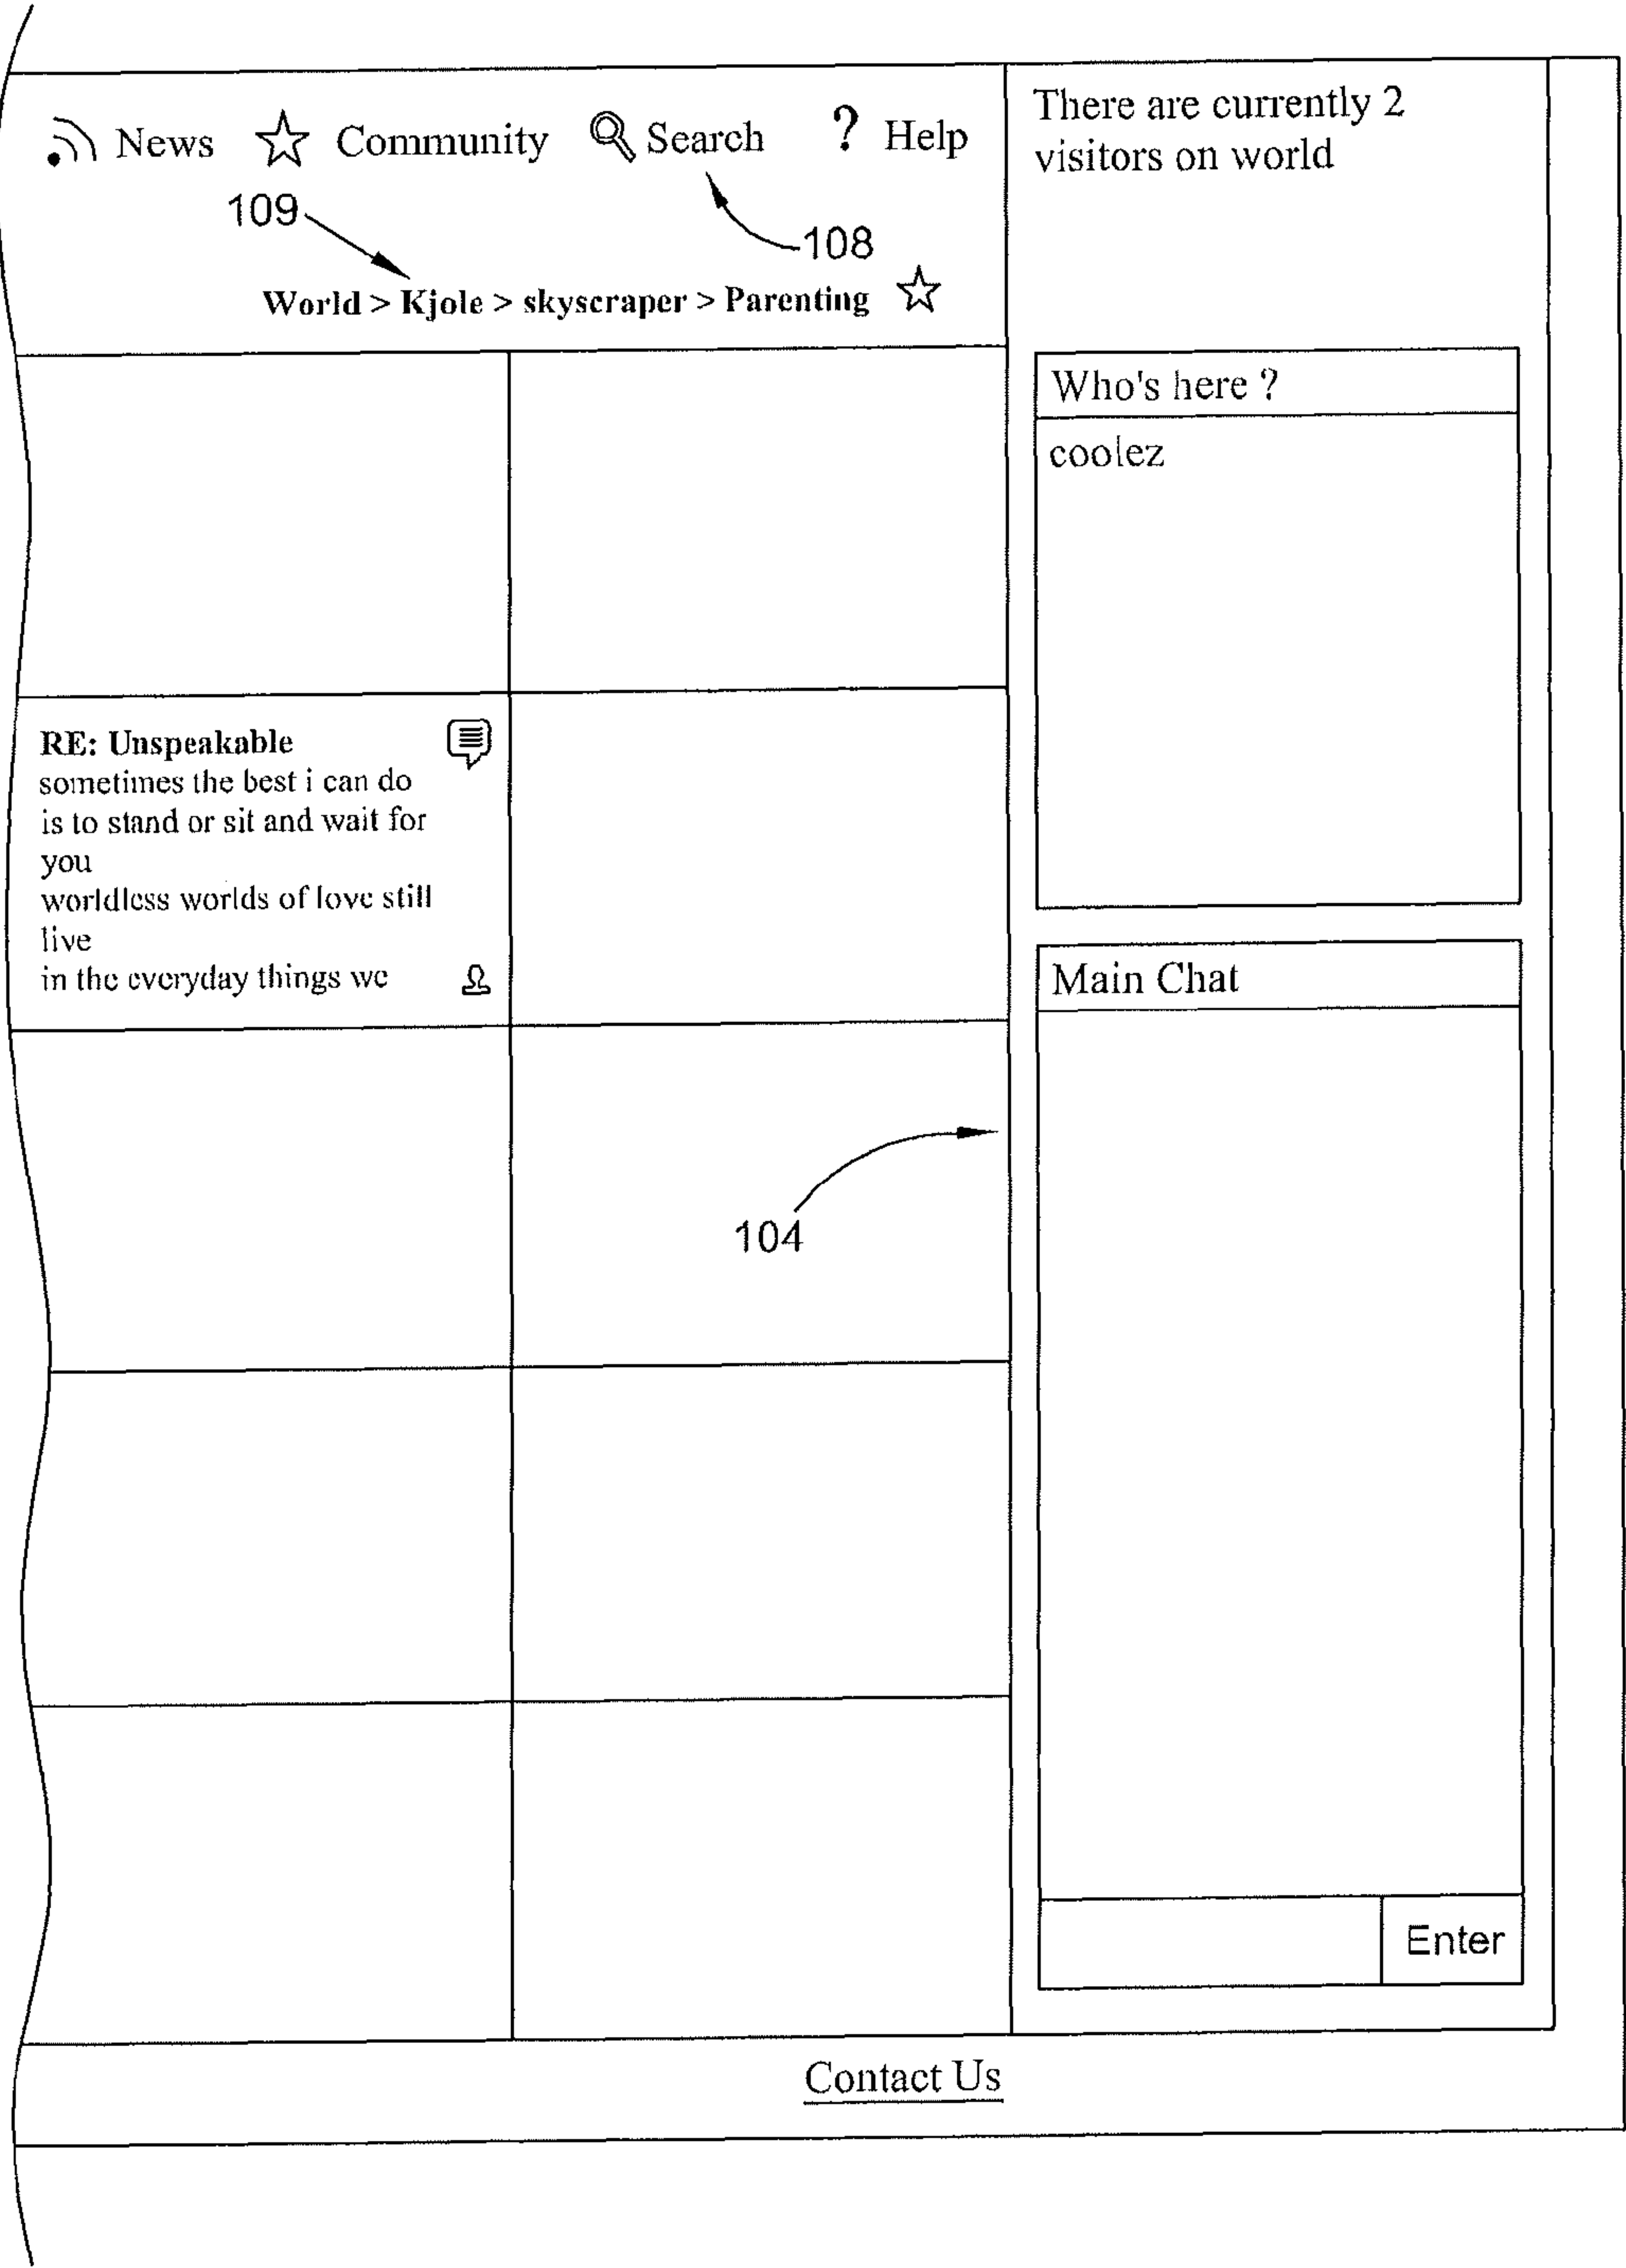 News Community Search ? Help
109
108
World > Kjole > skyscraper > Parenting
There are currently 2
visitors on world
Who's here ?
coolez
RE: Unspeakable
sometimes the best i can do
is to stand or sit and wait for
you
worldless worlds of love still
live
in the everyday things we
Main Chat
104
Enter
Contact Us